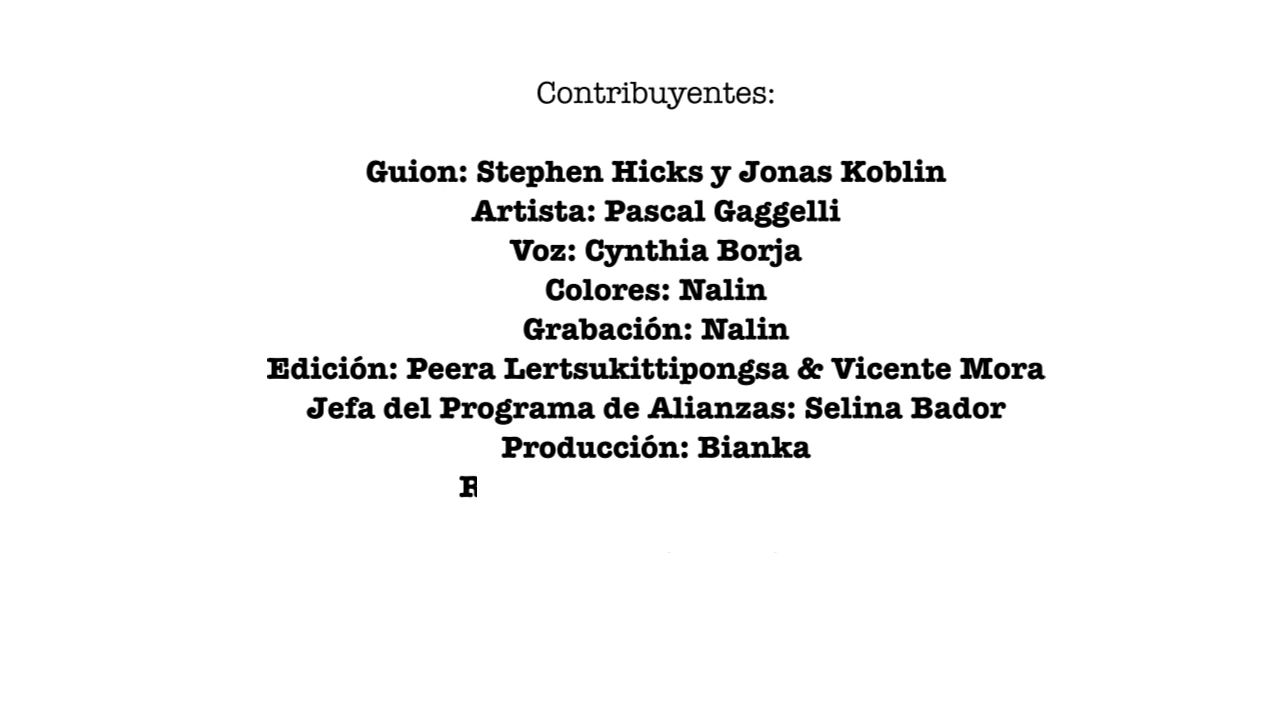 Contribuyentes:
Guion: Stephen Hicks y Jonas Koblin
Artista: Pascal Gaggelli
Voz: Cynthia Borja
Colores: Nalin
Grabación: Nalin
Edición: Peera Lertsukittipongsa & Vicente Mora
Jefa del Programa de Alianzas: Selina Bador
Producción: Bianka